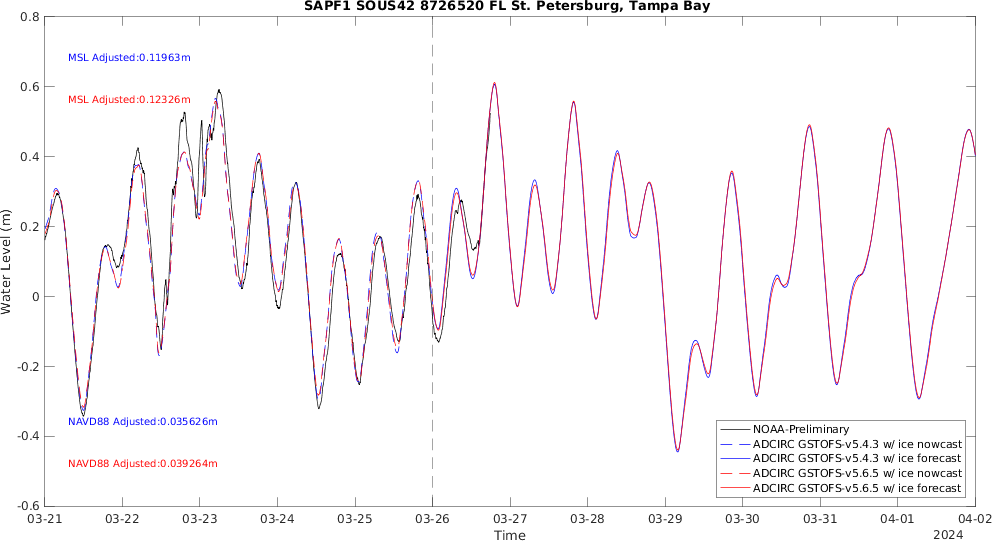 SAPF1 SOUS42 8726520 FL St. Petersburg, Tampa Bay
0.8
0.6
0.4
0.2
0
-0.2
-0.4
-0.6
Water Level (m)
MSL Adjusted:0.11963m
MSL Adjusted:0.12326m
NAVD88 Adjusted:0.035626m
NAVD88 Adjusted:0.039264m
NOAA-Preliminary
ADCIRC GSTOFS-v5.4.3 w/ ice nowcast
ADCIRC GSTOFS-v5.4.3 w/ ice forecast
ADCIRC GSTOFS-v5.6.5 w/ ice nowcast
ADCIRC GSTOFS-v5.6.5 w/ ice forecast
03-21 03-22 03-23 03-24 03-25 03-26 03-27 03-28 03-29 03-30 03-31 04-01 04-02
Time
2024